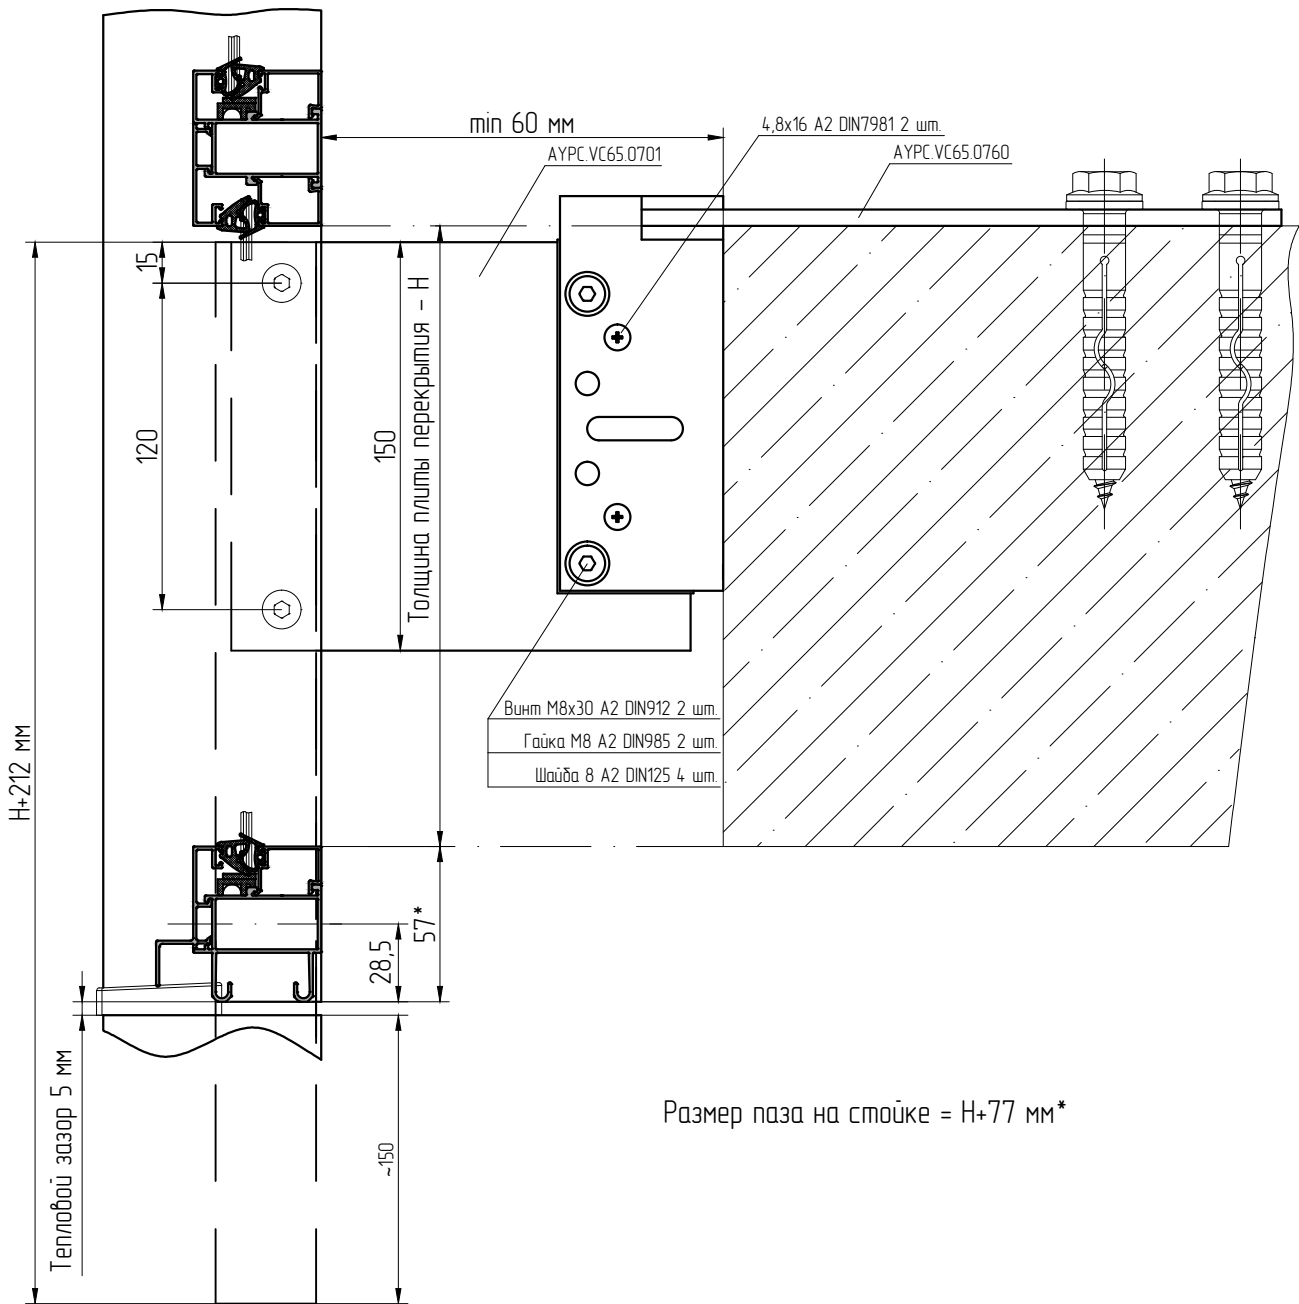 min 60 мм
4,8x16 A2 DIN7981 2 шт.
АУРС.VC65.0701
АУРС.VC65.0760
15
120
150
Толщина плиты перекрытия - H
Винт M8x30 A2 DIN912 2 шт.
Гайка M8 A2 DIN985 2 шт.
Шайба 8 A2 DIN125 4 шт.
H+212 мм
57*
28,5
Тепловой зазор 5 мм
~150
Размер паза на стойке = H+77 мм*